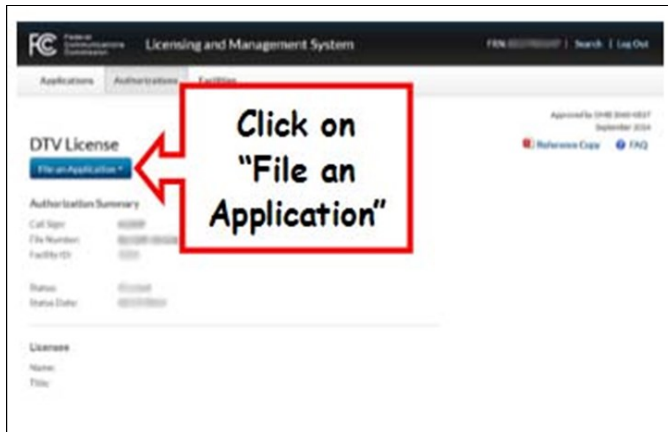 FCC Federal Communications Commission Licensing and Management System FRN: | Search | Log Out
Applications Authorizations Facilities
Approved by OMB
September 2014
Reference Copy FAQ
DTV License
File an Application
Click on
"File an
Application"
Authorization Summary
Call Sign:
File Number:
Facility ID:
Status:
Status Date:
Licensee
Name:
Title: